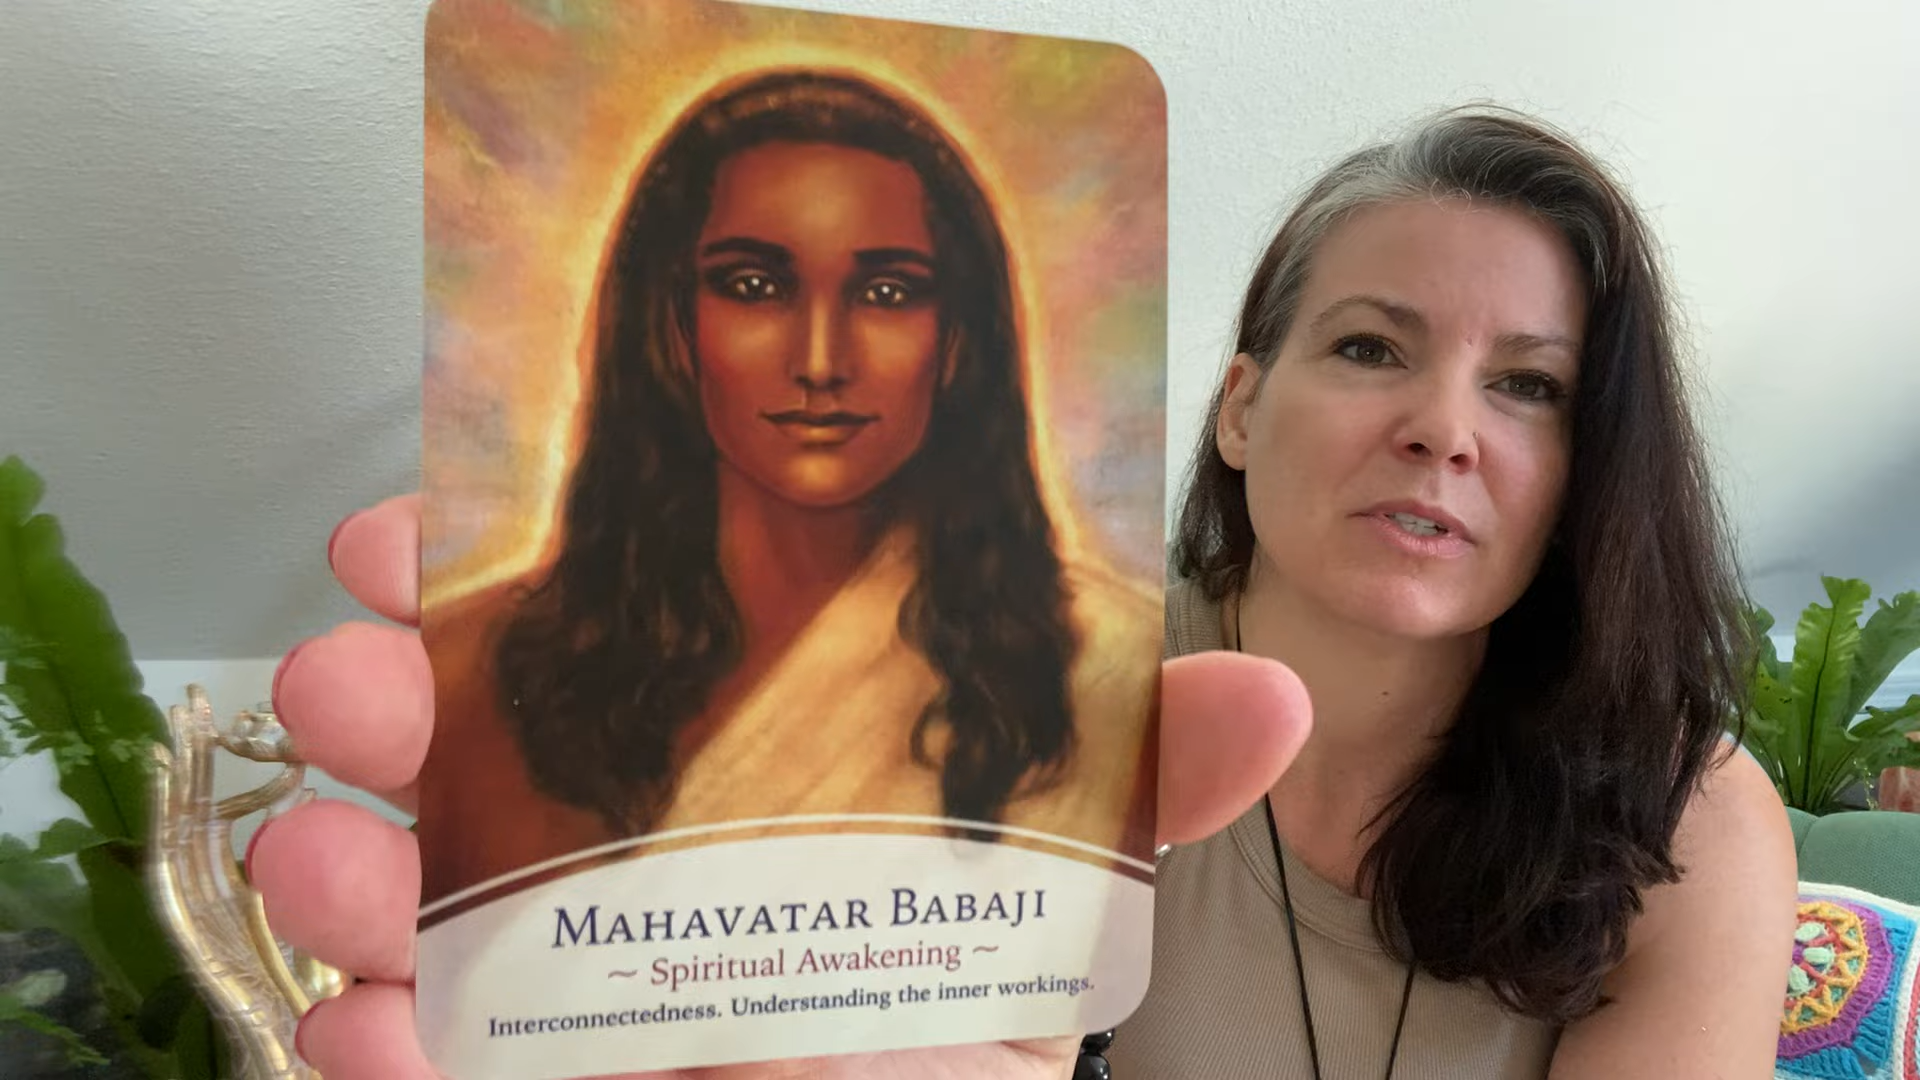 MAHAVATAR BABAJI
~ Spiritual Awakening ~
Interconnectedness. Understanding the inner workings.